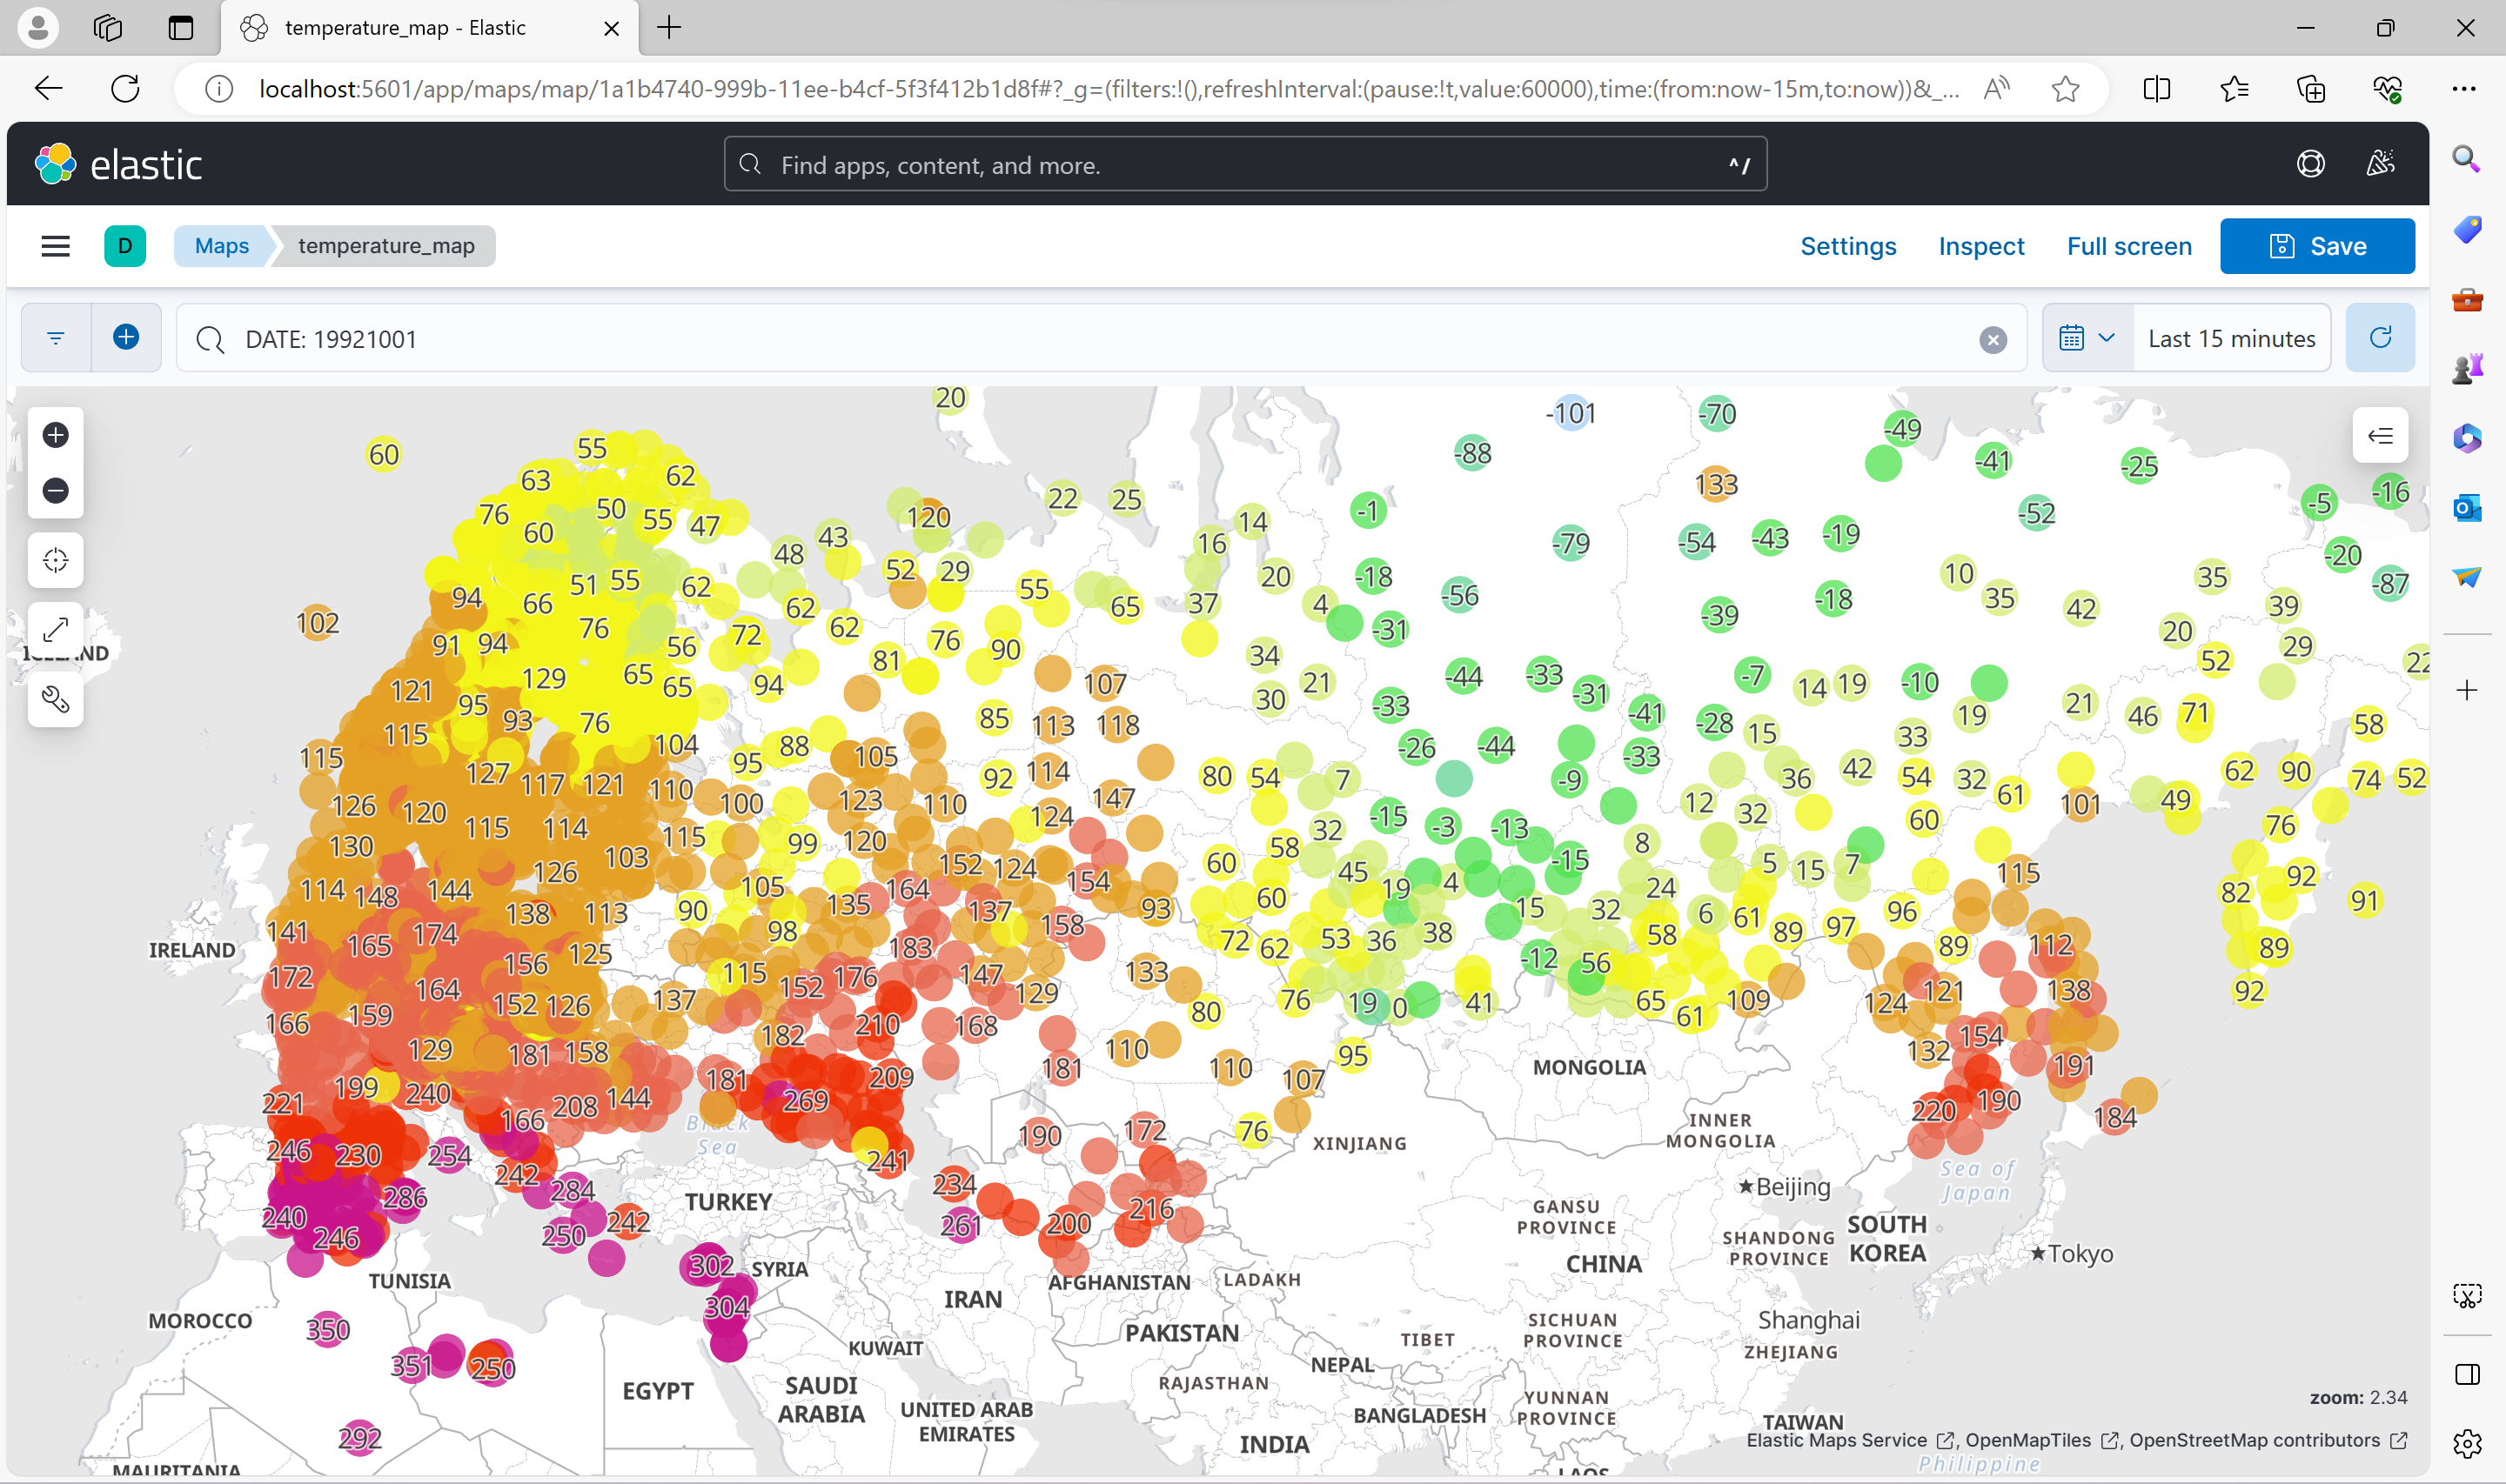 temperature_map - Elastic
localhost:5601/app/maps/map/1a1b4740-999b-11ee-b4cf-5f3f412b1d8f#?_g=(filters:!(),refreshInterval:(pause:!t,value:60000),time:(from:now-15m,to:now))&_...
elastic
Find apps, content, and more.
^/
D
Maps
temperature_map
Settings
Inspect
Full screen
Save
DATE: 19921001
Last 15 minutes
20
-101 -70 -49
60 55 -88 -41 -25
63 62 133 -16
76 50 55 47 120 22 25 14 -1 -52 -5
60 48 43 16 -79 -54 -43 -19 -20
51 55 62 52 29 55 20 -18 -56 10 35 -87
94 66 62 65 37 4 -39 -18 35 42 39
102 76 72 62 76 -31 20
91 94 56 81 90 34 29
ICELAND
129 65 65 94 107 30 21 -44 -33 -7 14 19 -10 52 22
121 95 93 76 85 113 118 -33 -31 -41 -28 15 19 21 46 71 58
115 104 88 105 -26 -44 -33 33
115 127 117 121 110 95 92 114 80 54 7 -9 36 42 54 32 62 90 74 52
126 120 115 114 100 123 110 147 12 32 61 101 49
130 103 115 99 120 124 32 -15 -3 -13 8 60 76
114 148 144 126 105 164 152 124 154 60 58 45 19 4 -15 24 5 15 7 115 82 92
141 138 113 90 135 137 93 60 15 32 6 61 96 91
165 174 125 98 183 158 72 62 53 36 38 58 89 97 89 112 89
IRELAND
172 164 156 115 152 176 147 133 -12 56
166 159 152 126 137 129 80 76 19 0 41 65 61 109 124 121 138 92
129 181 158 182 210 168 110 95 132 154
MONGOLIA
221 199 240 181 209 181 110 107 191
166 208 144 269 220 190 184
Black
Sea
246 230 254 241 190 172 76
XINJIANG
INNER
MONGOLIA
242 284 234
286
240 246 250 242 261 200 216
TURKEY
Beijing
Sea of
Japan
GANSU
PROVINCE
SHANDONG
PROVINCE
SOUTH
KOREA
Tokyo
302 SYRIA
TUNISIA
AFGHANISTAN
LADAKH
CHINA
304
IRAN
MOROCCO
350
PAKISTAN
TIBET
SICHUAN
PROVINCE
Shanghai
ZHEJIANG
KUWAIT
351 250
NEPAL
EGYPT
SAUDI
ARABIA
RAJASTHAN
YUNNAN
PROVINCE
zoom: 2.34
292
UNITED ARAB
EMIRATES
BANGLADESH
TAIWAN
INDIA
Elastic Maps Service , OpenMapTiles , OpenStreetMap contributors
MAURITANIA
LAOS
Philippine